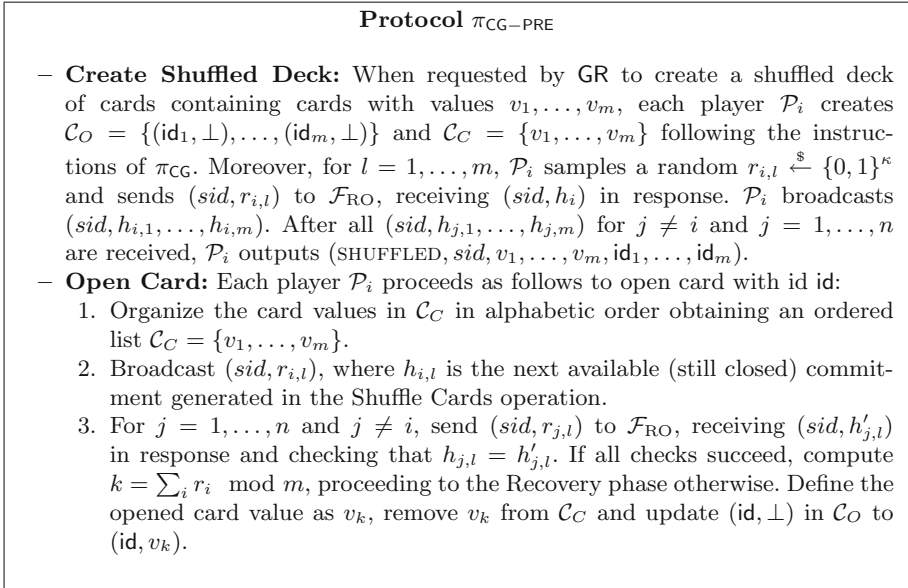 Protocol π_CG−PRE
– Create Shuffled Deck: When requested by GR to create a shuffled deck
of cards containing cards with values v_1, . . . , v_m, each player P_i creates
C_O = {(id_1, ⊥), . . . , (id_m, ⊥)} and C_C = {v_1, . . . , v_m} following the instruc-
tions of π_CG. Moreover, for l = 1, . . . , m, P_i samples a random r_{i,l} ←$ {0, 1}^κ
and sends (sid, r_{i,l}) to F_RO, receiving (sid, h_i) in response. P_i broadcasts
(sid, h_{i,1}, . . . , h_{i,m}). After all (sid, h_{j,1}, . . . , h_{j,m}) for j ≠ i and j = 1, . . . , n
are received, P_i outputs (SHUFFLED, sid, v_1, . . . , v_m, id_1, . . . , id_m).
– Open Card: Each player P_i proceeds as follows to open card with id id:
1. Organize the card values in C_C in alphabetic order obtaining an ordered
list C_C = {v_1, . . . , v_m}.
2. Broadcast (sid, r_{i,l}), where h_{i,l} is the next available (still closed) commit-
ment generated in the Shuffle Cards operation.
3. For j = 1, . . . , n and j ≠ i, send (sid, r_{j,l}) to F_RO, receiving (sid, h′_{j,l})
in response and checking that h_{j,l} = h′_{j,l}. If all checks succeed, compute
k = ∑_i r_i mod m, proceeding to the Recovery phase otherwise. Define the
opened card value as v_k, remove v_k from C_C and update (id, ⊥) in C_O to
(id, v_k).